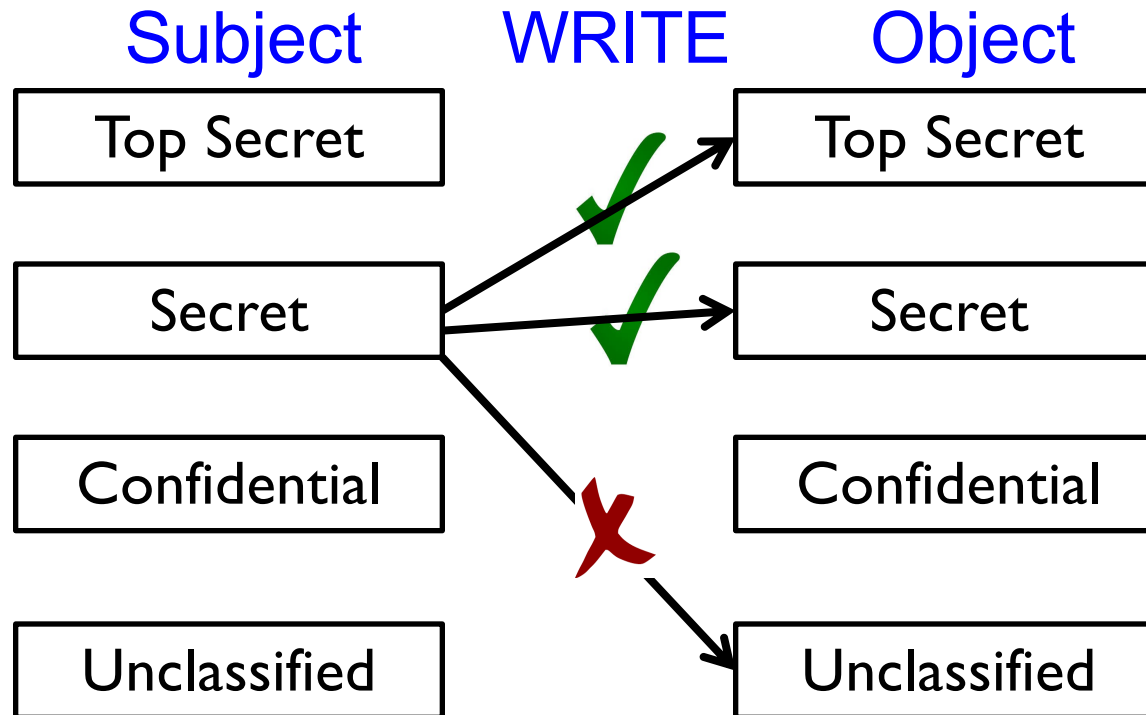 Subject WRITE Object
Top Secret Top Secret
Secret Secret
Confidential Confidential
Unclassified Unclassified